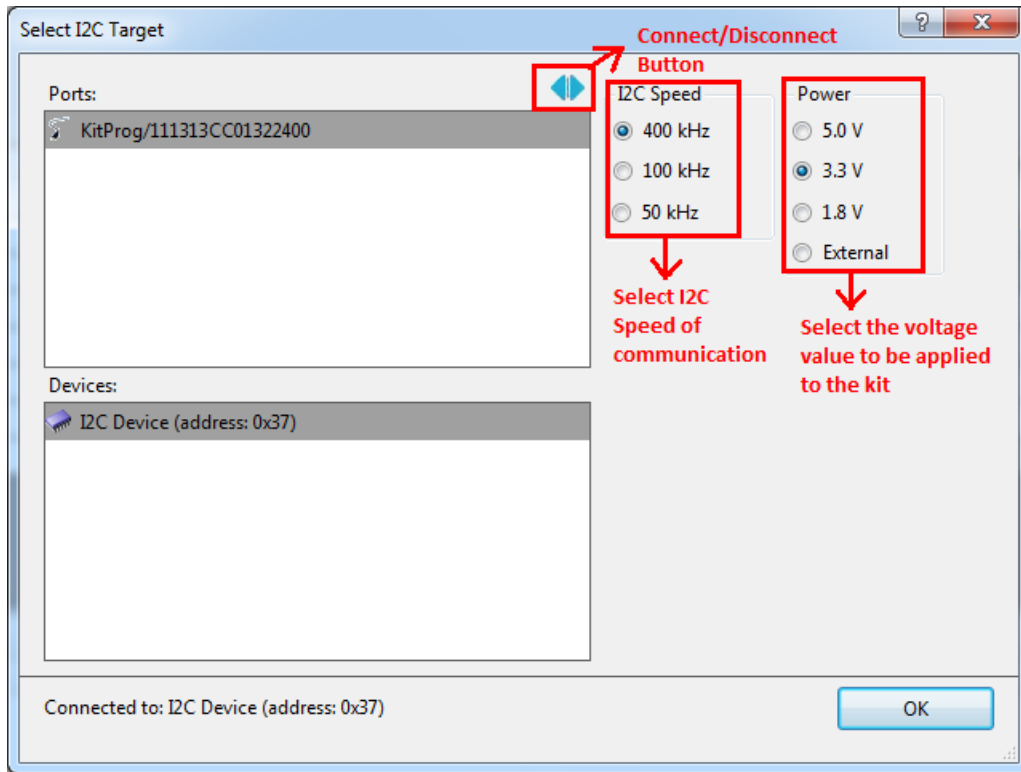 Select I2C Target
?
X
Connect/Disconnect
Button
Ports:
KitProg/111313CC01322400
I2C Speed
400 kHz
100 kHz
50 kHz
Power
5.0 V
3.3 V
1.8 V
External
Select I2C
Speed of
communication
Select the voltage
value to be applied
to the kit
Devices:
I2C Device (address: 0x37)
Connected to: I2C Device (address: 0x37)
OK